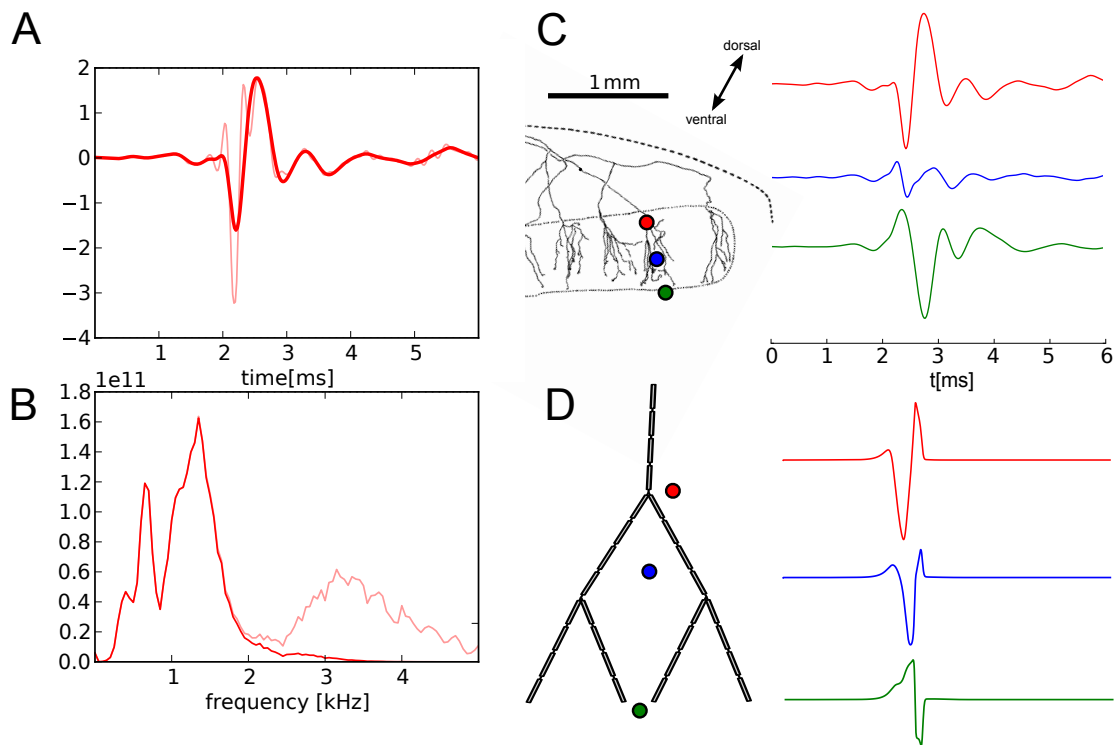 A
2
1
0
−1
−2
−3
−4
1 2 3 4 5
time[ms]
B
1e11
1.8
1.6
1.4
1.2
1.0
0.8
0.6
0.4
0.2
0.0
1 2 3 4
frequency [kHz]
C
1mm
dorsal
ventral
0 1 2 3 4 5 6
t[ms]
D